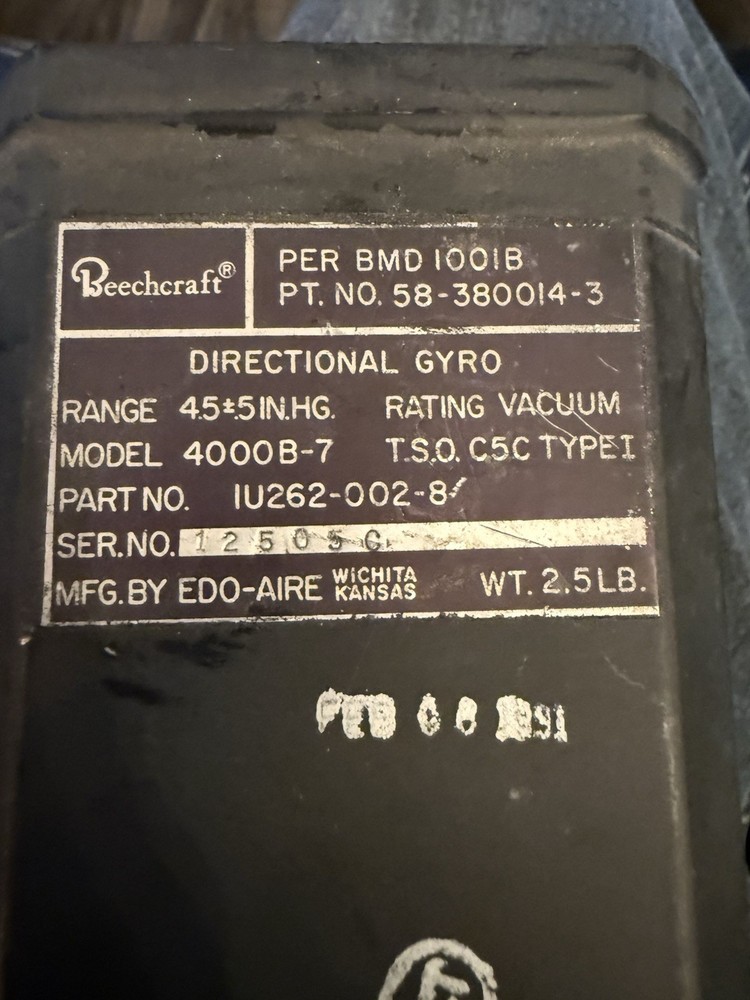 Beechcraft®
PER BMD 1001B
PT. NO. 58-380014-3
DIRECTIONAL GYRO
RANGE 4.5±.5 IN.HG. RATING VACUUM
MODEL 4000B-7 T.S.O. C5C TYPE I
PART NO. 1U262-002-8
SER.NO. 12505G
MFG.BY EDO-AIRE WICHITA KANSAS WT. 2.5 LB.
FEB 1991